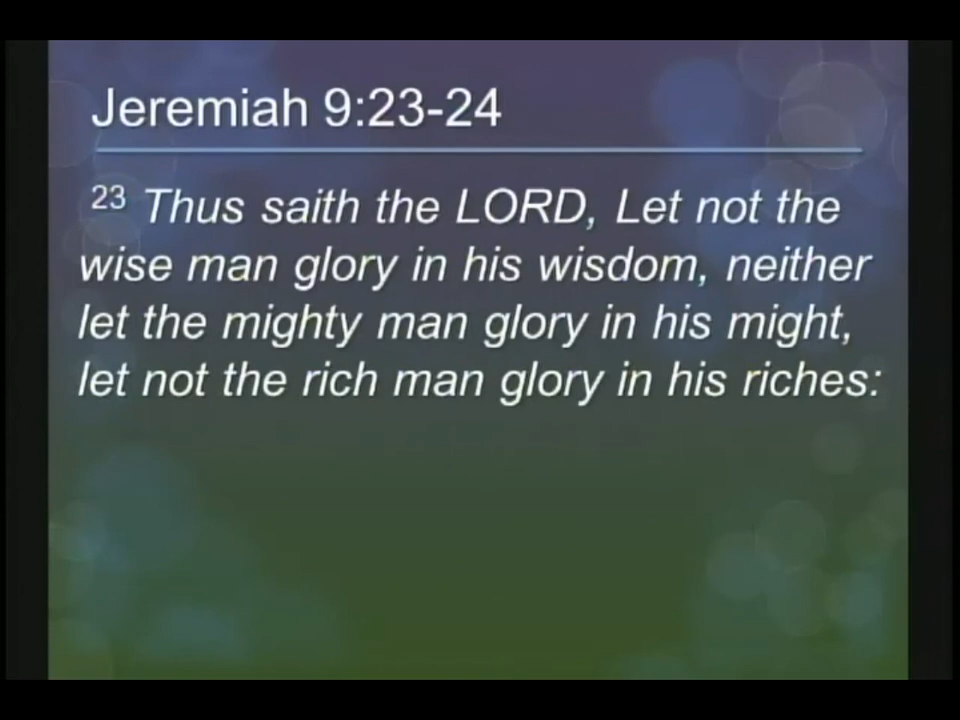 Jeremiah 9:23-24
23 Thus saith the LORD, Let not the
wise man glory in his wisdom, neither
let the mighty man glory in his might,
let not the rich man glory in his riches: